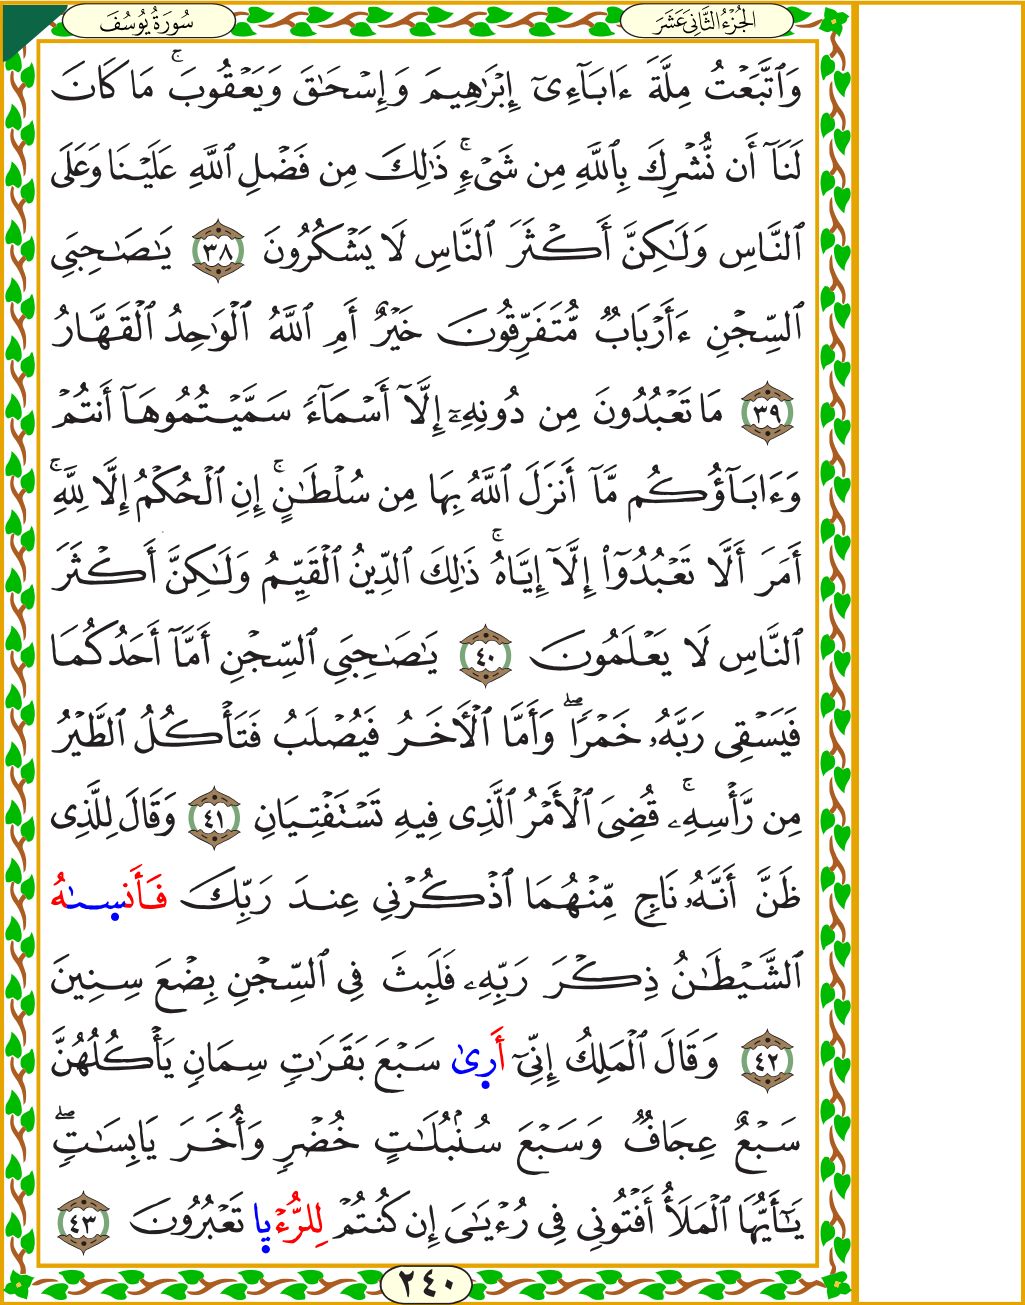 الجُزْءُ الثَّانِيَ عَشَرَ
سُورَةُ يُوسُفَ
وَٱتَّبَعْتُ مِلَّةَ ءَابَآءِىٓ إِبْرَٰهِيمَ وَإِسْحَٰقَ وَيَعْقُوبَ ۚ مَا كَانَ
لَنَآ أَن نُّشْرِكَ بِٱللَّهِ مِن شَىْءٍ ۚ ذَٰلِكَ مِن فَضْلِ ٱللَّهِ عَلَيْنَا وَعَلَى
ٱلنَّاسِ وَلَٰكِنَّ أَكْثَرَ ٱلنَّاسِ لَا يَشْكُرُونَ ٣٨ يَٰصَٰحِبَىِ
ٱلسِّجْنِ ءَأَرْبَابٌ مُّتَفَرِّقُونَ خَيْرٌ أَمِ ٱللَّهُ ٱلْوَٰحِدُ ٱلْقَهَّارُ
٣٩ مَا تَعْبُدُونَ مِن دُونِهِۦٓ إِلَّآ أَسْمَآءً سَمَّيْتُمُوهَآ أَنتُمْ
وَءَابَآؤُكُم مَّآ أَنزَلَ ٱللَّهُ بِهَا مِن سُلْطَٰنٍ ۚ إِنِ ٱلْحُكْمُ إِلَّا لِلَّهِ ۚ
أَمَرَ أَلَّا تَعْبُدُوٓا۟ إِلَّآ إِيَّاهُ ۚ ذَٰلِكَ ٱلدِّينُ ٱلْقَيِّمُ وَلَٰكِنَّ أَكْثَرَ
ٱلنَّاسِ لَا يَعْلَمُونَ ٤٠ يَٰصَٰحِبَىِ ٱلسِّجْنِ أَمَّآ أَحَدُكُمَا
فَيَسْقِى رَبَّهُۥ خَمْرًا ۖ وَأَمَّا ٱلْأَخَرُ فَيُصْلَبُ فَتَأْكُلُ ٱلطَّيْرُ
مِن رَّأْسِهِۦ ۚ قُضِىَ ٱلْأَمْرُ ٱلَّذِى فِيهِ تَسْتَفْتِيَانِ ٤١ وَقَالَ لِلَّذِى
ظَنَّ أَنَّهُۥ نَاجٍ مِّنْهُمَا ٱذْكُرْنِى عِندَ رَبِّكَ فَأَنسىٰهُ
ٱلشَّيْطَٰنُ ذِكْرَ رَبِّهِۦ فَلَبِثَ فِى ٱلسِّجْنِ بِضْعَ سِنِينَ
٤٢ وَقَالَ ٱلْمَلِكُ إِنِّىٓ أَرىٰ سَبْعَ بَقَرَٰتٍ سِمَانٍ يَأْكُلُهُنَّ
سَبْعٌ عِجَافٌ وَسَبْعَ سُنۢبُلَٰتٍ خُضْرٍ وَأُخَرَ يَابِسَٰتٍ ۖ
يَٰٓأَيُّهَا ٱلْمَلَأُ أَفْتُونِى فِى رُءْيَٰىَ إِن كُنتُمْ لِلرُّءْيا تَعْبُرُونَ ٤٣
٢٤٠